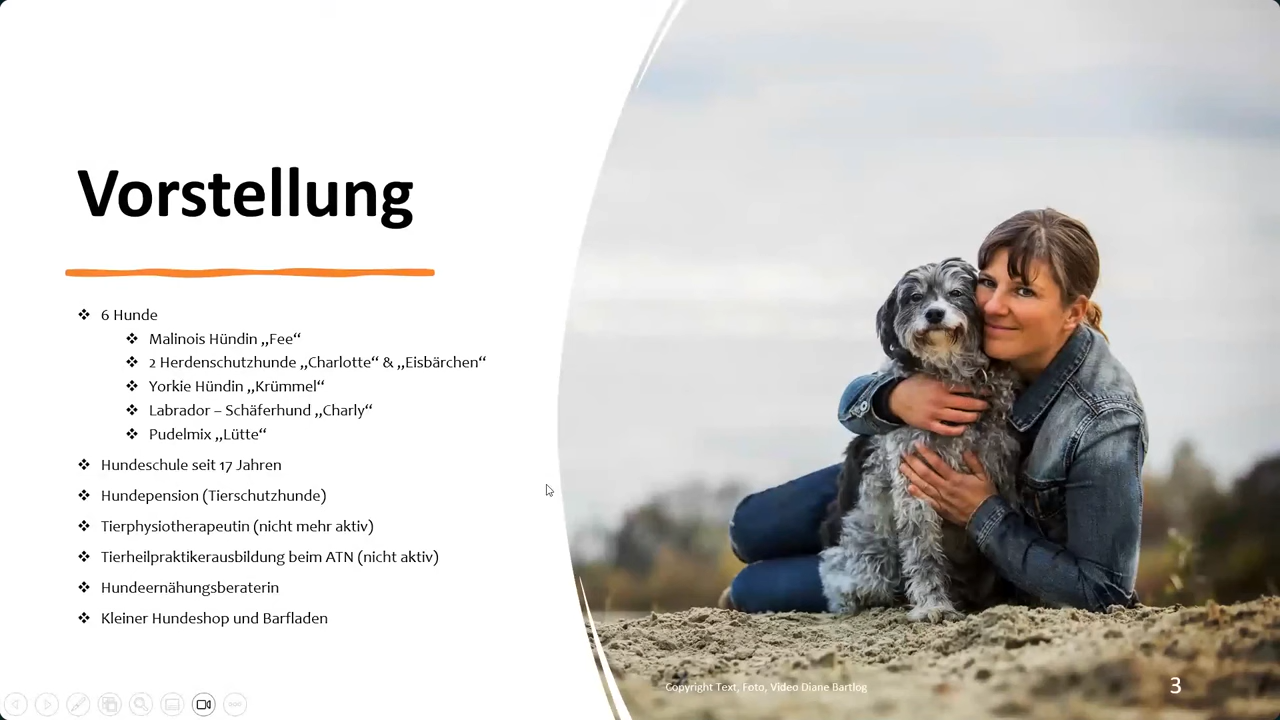 Vorstellung
❖ 6 Hunde
❖ Malinois Hündin „Fee“
❖ 2 Herdenschutzhunde „Charlotte“ & „Eisbärchen“
❖ Yorkie Hündin „Krümmel“
❖ Labrador – Schäferhund „Charly“
❖ Pudelmix „Lütte“
❖ Hundeschule seit 17 Jahren
❖ Hundepension (Tierschutzhunde)
❖ Tierphysiotherapeutin (nicht mehr aktiv)
❖ Tierheilpraktikerausbildung beim ATN (nicht aktiv)
❖ Hundeernährungsberaterin
❖ Kleiner Hundeshop und Barfladen
Copyright Text, Foto, Video Diane Bartlog
3